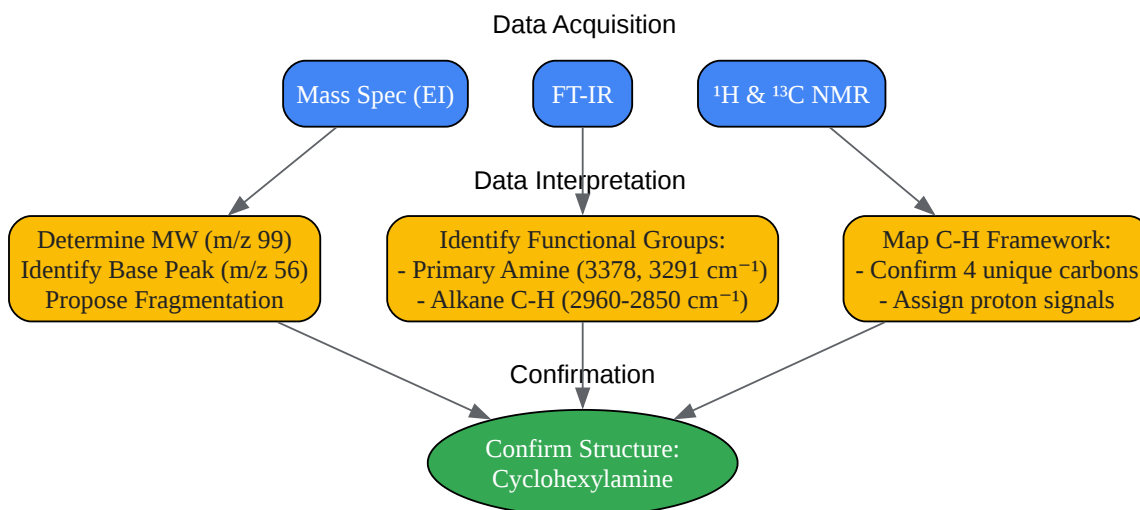 Data Acquisition
Mass Spec (EI)
FT-IR
¹H & ¹³C NMR
Data Interpretation
Determine MW (m/z 99)
Identify Base Peak (m/z 56)
Propose Fragmentation
Identify Functional Groups:
- Primary Amine (3378, 3291 cm⁻¹)
- Alkane C-H (2960-2850 cm⁻¹)
Map C-H Framework:
- Confirm 4 unique carbons
- Assign proton signals
Confirmation
Confirm Structure:
Cyclohexylamine